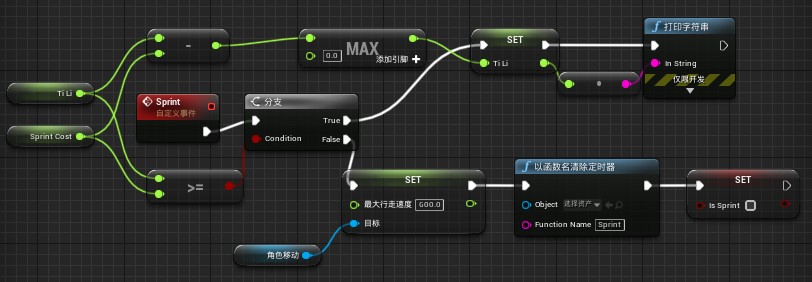 -
MAX
0.0
添加引脚 +
SET
Ti Li
打印字符串
In String
仅限开发
Ti Li
Sprint Cost
Sprint
自定义事件
分支
Condition
True
False
>=
SET
最大行走速度 600.0
目标
角色移动
以函数名清除定时器
Object 选择资产
Function Name Sprint
SET
Is Sprint